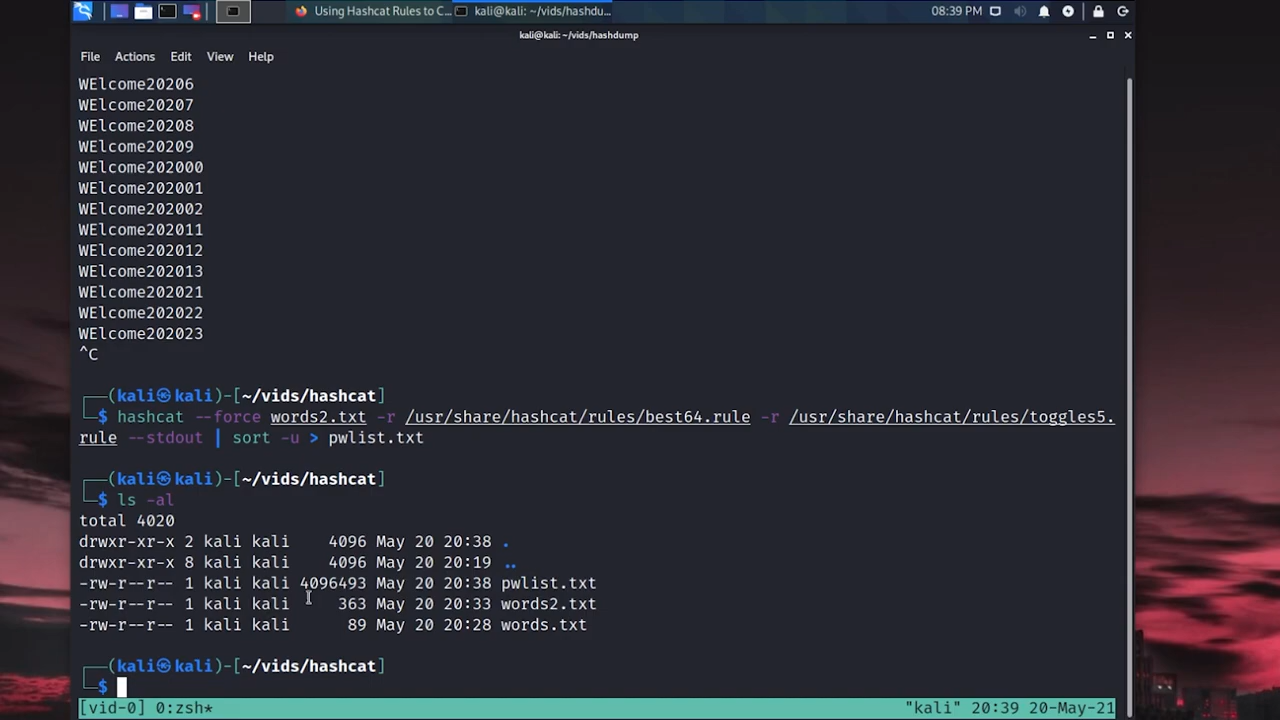 Using Hashcat Rules to C...
kali@kali: ~/vids/hashdu...
08:39 PM
kali@kali: ~/vids/hashdump
File Actions Edit View Help
WElcome20206
WElcome20207
WElcome20208
WElcome20209
WElcome202000
WElcome202001
WElcome202002
WElcome202011
WElcome202012
WElcome202013
WElcome202021
WElcome202022
WElcome202023
^C
┌──(kali㉿kali)-[~/vids/hashcat]
└─$ hashcat --force words2.txt -r /usr/share/hashcat/rules/best64.rule -r /usr/share/hashcat/rules/toggles5.
rule --stdout | sort -u > pwlist.txt
┌──(kali㉿kali)-[~/vids/hashcat]
└─$ ls -al
total 4020
drwxr-xr-x 2 kali kali    4096 May 20 20:38 .
drwxr-xr-x 8 kali kali    4096 May 20 20:19 ..
-rw-r--r-- 1 kali kali 4096493 May 20 20:38 pwlist.txt
-rw-r--r-- 1 kali kali     363 May 20 20:33 words2.txt
-rw-r--r-- 1 kali kali      89 May 20 20:28 words.txt
┌──(kali㉿kali)-[~/vids/hashcat]
└─$
[vid-0] 0:zsh* "kali" 20:39 20-May-21